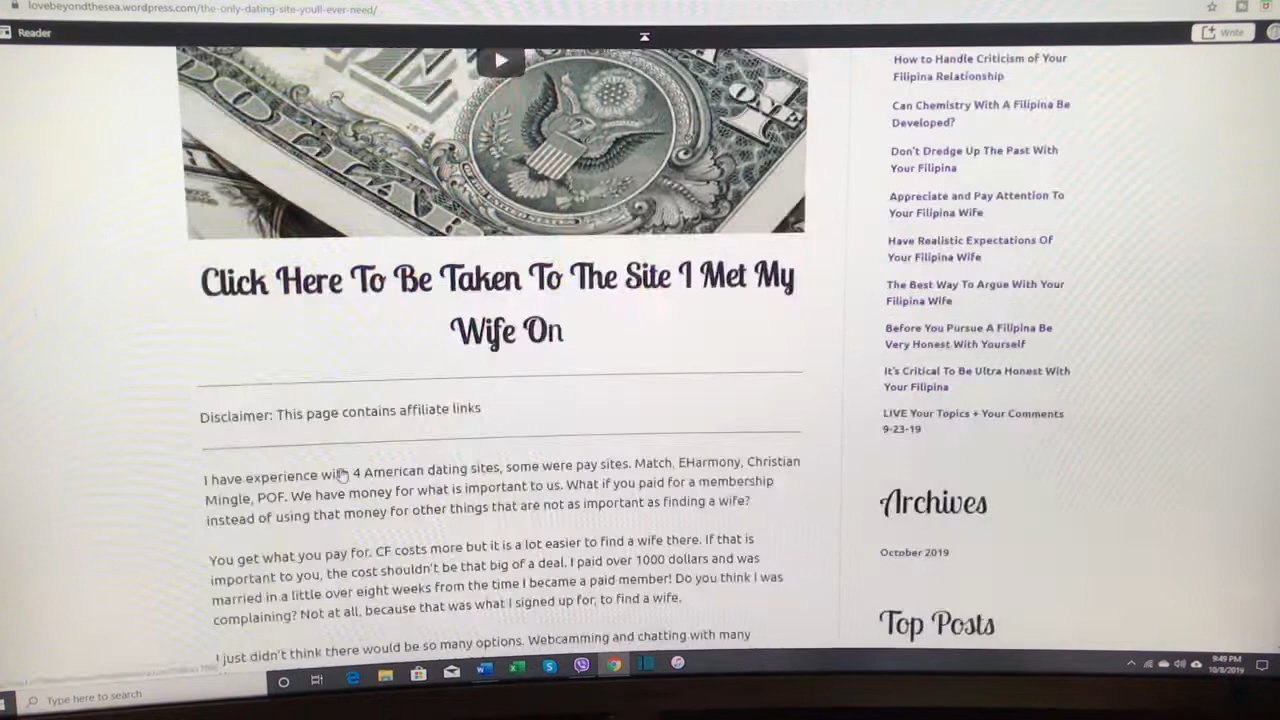 lovebeyondthesea.wordpress.com/the-only-dating-site-youll-ever-need/
Reader
Write
DOLLAR
ONE
Click Here To Be Taken To The Site I Met My
Wife On
Disclaimer: This page contains affiliate links
I have experience with 4 American dating sites, some were pay sites. Match, EHarmony, Christian
Mingle, POF. We have money for what is important to us. What if you paid for a membership
instead of using that money for other things that are not as important as finding a wife?
You get what you pay for. CF costs more but it is a lot easier to find a wife there. If that is
important to you, the cost shouldn't be that big of a deal. I paid over 1000 dollars and was
married in a little over eight weeks from the time I became a paid member! Do you think I was
complaining? Not at all, because that was what I signed up for, to find a wife.
I just didn't think there would be so many options. Webcamming and chatting with many
How to Handle Criticism of Your
Filipina Relationship
Can Chemistry With A Filipina Be
Developed?
Don't Dredge Up The Past With
Your Filipina
Appreciate and Pay Attention To
Your Filipina Wife
Have Realistic Expectations Of
Your Filipina Wife
The Best Way To Argue With Your
Filipina Wife
Before You Pursue A Filipina Be
Very Honest With Yourself
It's Critical To Be Ultra Honest With
Your Filipina
LIVE Your Topics + Your Comments
9-23-19
Archives
October 2019
Top Posts
Type here to search
9:49 PM
10/8/2019